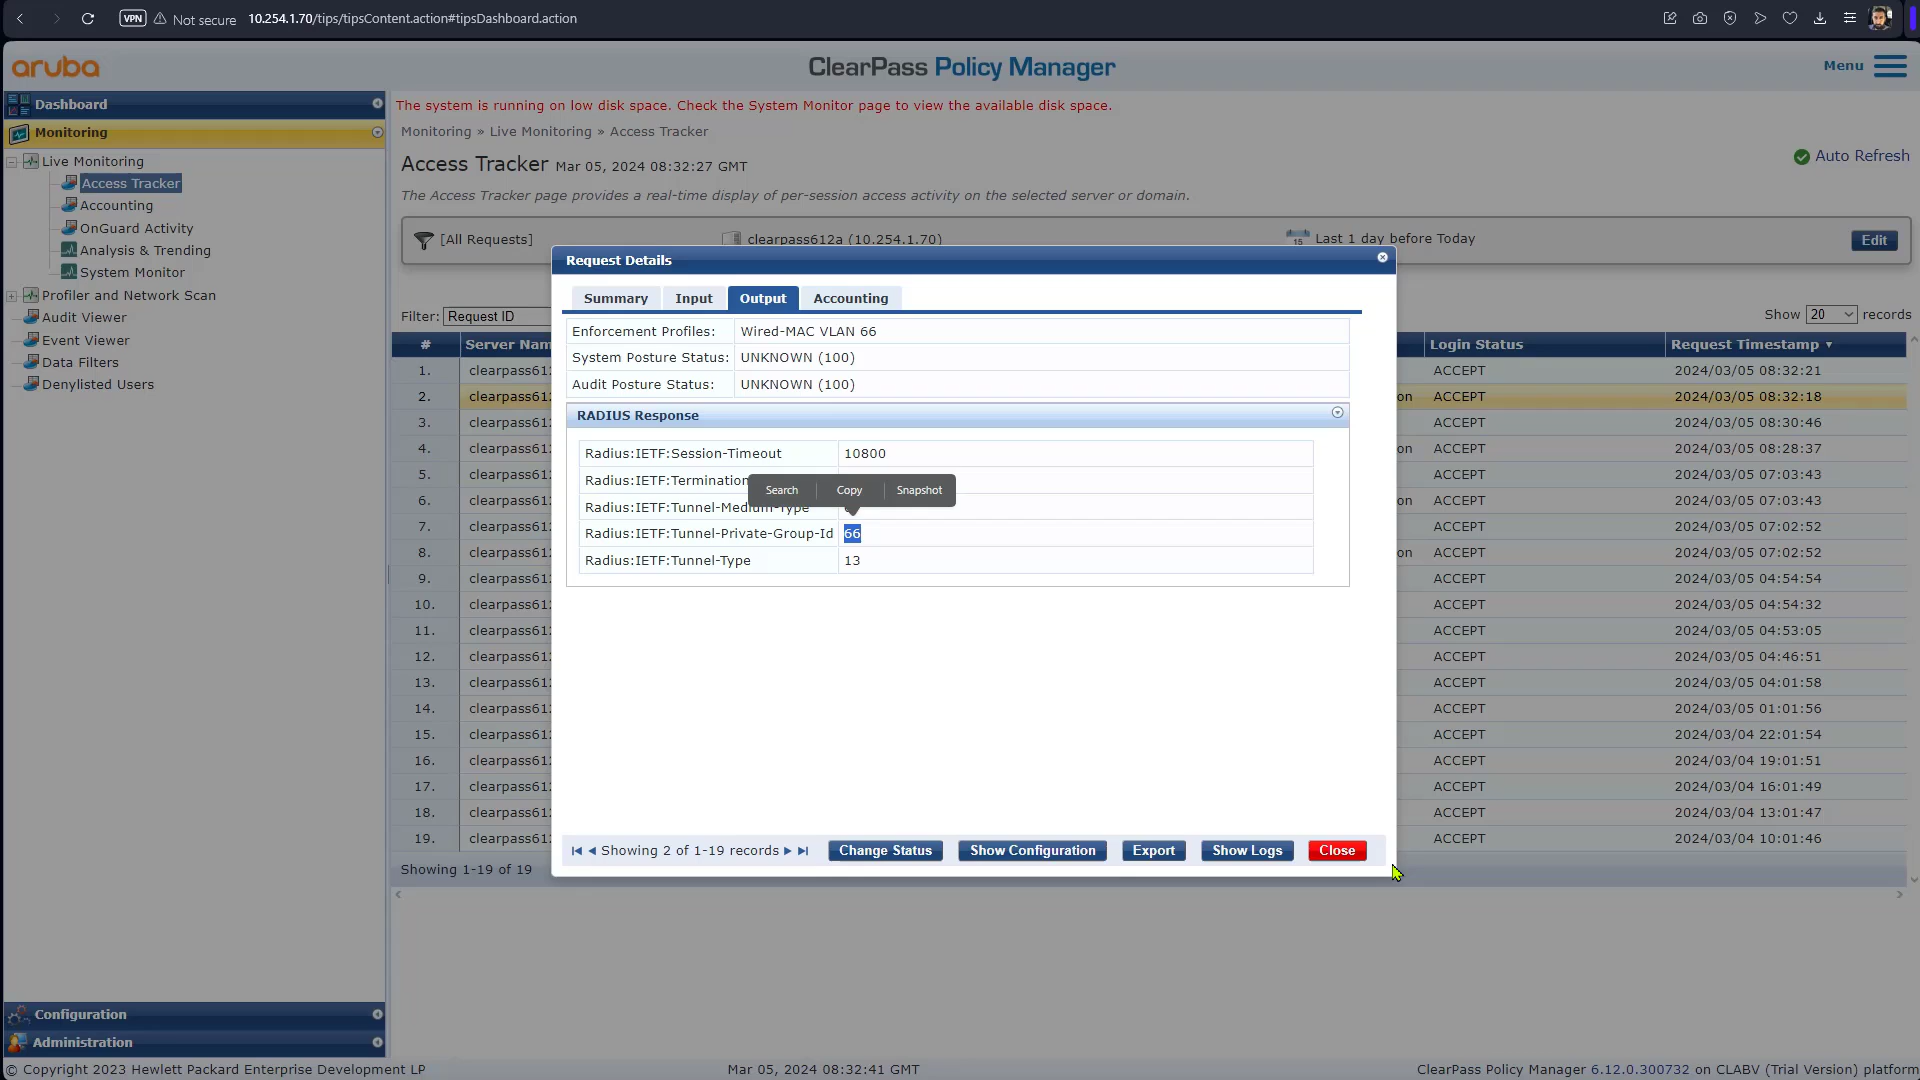 VPN Not secure 10.254.1.70/tips/tipsContent.action#tipsDashboard.action
aruba
ClearPass Policy Manager
Menu
Dashboard
Monitoring
Live Monitoring
Access Tracker
Accounting
OnGuard Activity
Analysis & Trending
System Monitor
Profiler and Network Scan
Audit Viewer
Event Viewer
Data Filters
Denylisted Users
Configuration
Administration
The system is running on low disk space. Check the System Monitor page to view the available disk space.
Monitoring » Live Monitoring » Access Tracker
Access Tracker Mar 05, 2024 08:32:27 GMT
Auto Refresh
The Access Tracker page provides a real-time display of per-session access activity on the selected server or domain.
[All Requests] clearpass612a (10.254.1.70) 15 Last 1 day before Today Edit
Filter: Request ID
Show 20 records
# Server Nam Login Status Request Timestamp ▼
1. clearpass61 ACCEPT 2024/03/05 08:32:21
2. clearpass61 on ACCEPT 2024/03/05 08:32:18
3. clearpass61 ACCEPT 2024/03/05 08:30:46
4. clearpass61 on ACCEPT 2024/03/05 08:28:37
5. clearpass61 ACCEPT 2024/03/05 07:03:43
6. clearpass61 on ACCEPT 2024/03/05 07:03:43
7. clearpass61 ACCEPT 2024/03/05 07:02:52
8. clearpass61 on ACCEPT 2024/03/05 07:02:52
9. clearpass61 ACCEPT 2024/03/05 04:54:54
10. clearpass61 ACCEPT 2024/03/05 04:54:32
11. clearpass61 ACCEPT 2024/03/05 04:53:05
12. clearpass61 ACCEPT 2024/03/05 04:46:51
13. clearpass61 ACCEPT 2024/03/05 04:01:58
14. clearpass61 ACCEPT 2024/03/05 01:01:56
15. clearpass61 ACCEPT 2024/03/04 22:01:54
16. clearpass61 ACCEPT 2024/03/04 19:01:51
17. clearpass61 ACCEPT 2024/03/04 16:01:49
18. clearpass61 ACCEPT 2024/03/04 13:01:47
19. clearpass61 ACCEPT 2024/03/04 10:01:46
Showing 1-19 of 19
Request Details
Summary Input Output Accounting
Enforcement Profiles: Wired-MAC VLAN 66
System Posture Status: UNKNOWN (100)
Audit Posture Status: UNKNOWN (100)
RADIUS Response
Radius:IETF:Session-Timeout 10800
Radius:IETF:Termination
Search Copy Snapshot
Radius:IETF:Tunnel-Medium-Type
Radius:IETF:Tunnel-Private-Group-Id 66
Radius:IETF:Tunnel-Type 13
Showing 2 of 1-19 records Change Status Show Configuration Export Show Logs Close
© Copyright 2023 Hewlett Packard Enterprise Development LP Mar 05, 2024 08:32:41 GMT ClearPass Policy Manager 6.12.0.300732 on CLABV (Trial Version) platform